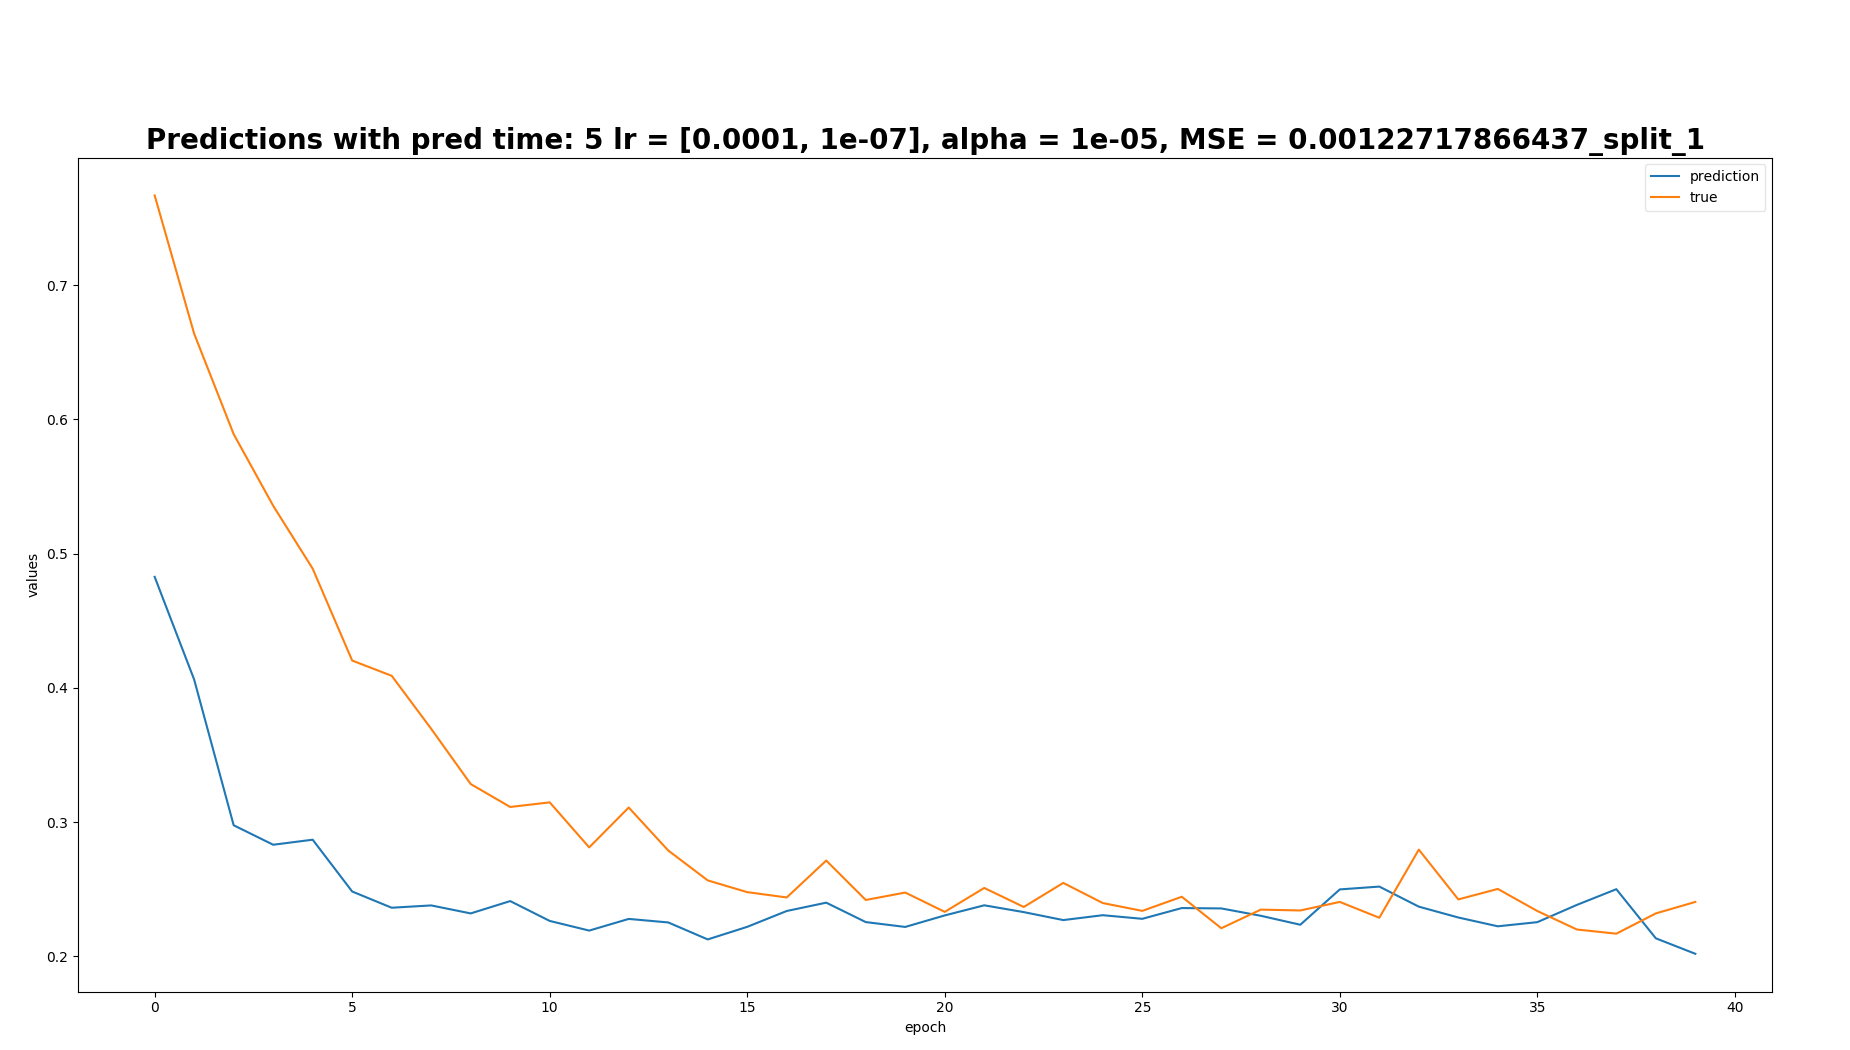 Predictions with pred time: 5 lr = [0.0001, 1e-07], alpha = 1e-05, MSE = 0.00122717866437_split_1
prediction
true
0.7
0.6
0.5
0.4
0.3
0.2
values
0 5 10 15 20 25 30 35 40
epoch